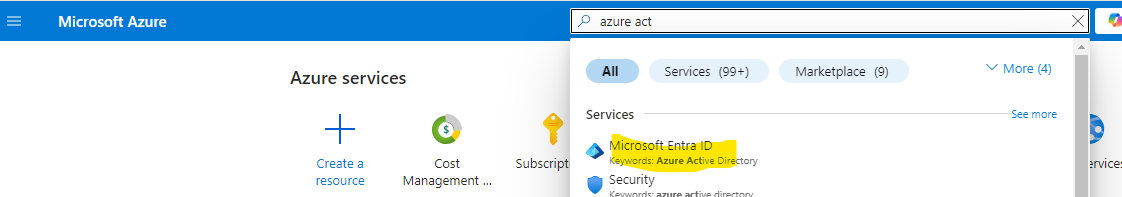 Microsoft Azure
azure act
All
Services (99+)
Marketplace (9)
More (4)
Azure services
Services
See more
Microsoft Entra ID
Keywords: Azure Active Directory
Security
Keywords: azure active directory
Create a
resource
Cost
Management ...
Subscript
ervices